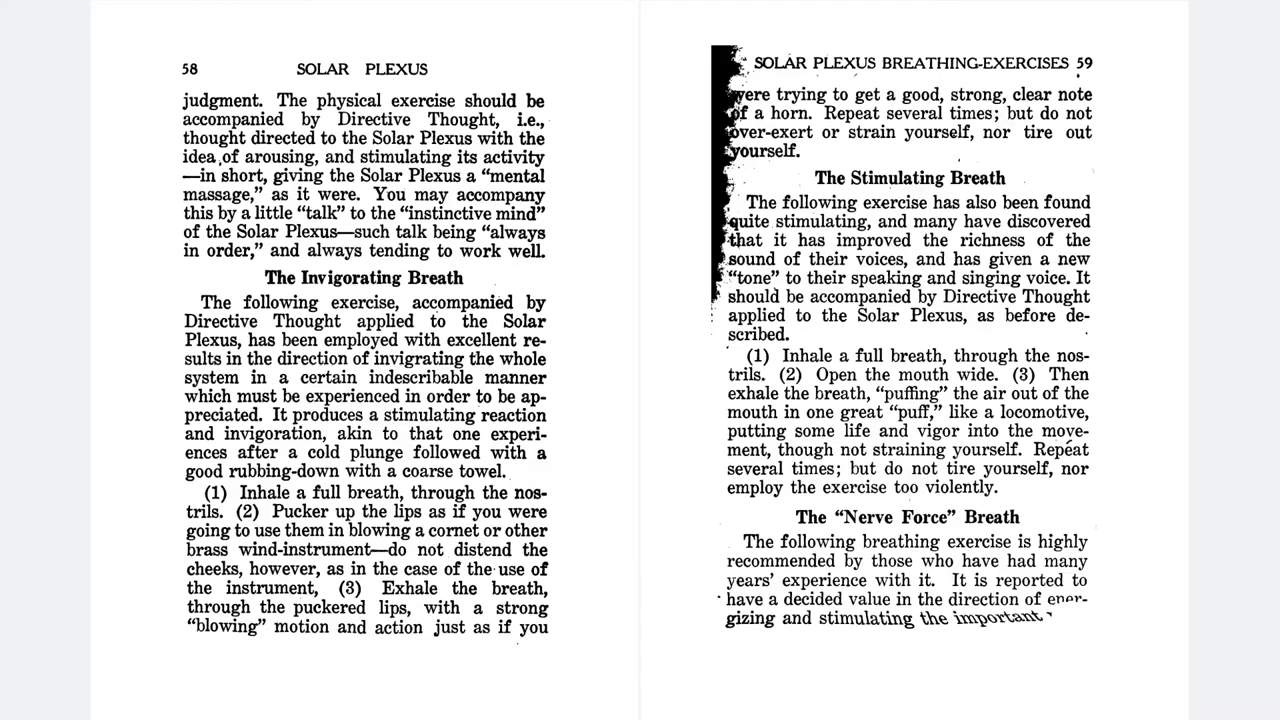 58 SOLAR PLEXUS
judgment. The physical exercise should be
accompanied by Directive Thought, i.e.,
thought directed to the Solar Plexus with the
idea of arousing, and stimulating its activity
—in short, giving the Solar Plexus a “mental
massage,” as it were. You may accompany
this by a little “talk” to the “instinctive mind”
of the Solar Plexus—such talk being “always
in order,” and always tending to work well.
The Invigorating Breath
The following exercise, accompanied by
Directive Thought applied to the Solar
Plexus, has been employed with excellent re-
sults in the direction of invigrating the whole
system in a certain indescribable manner
which must be experienced in order to be ap-
preciated. It produces a stimulating reaction
and invigoration, akin to that one experi-
ences after a cold plunge followed with a
good rubbing-down with a coarse towel.
(1) Inhale a full breath, through the nos-
trils. (2) Pucker up the lips as if you were
going to use them in blowing a cornet or other
brass wind-instrument—do not distend the
cheeks, however, as in the case of the use of
the instrument, (3) Exhale the breath,
through the puckered lips, with a strong
“blowing” motion and action just as if you
SOLAR PLEXUS BREATHING-EXERCISES 59
were trying to get a good, strong, clear note
of a horn. Repeat several times; but do not
over-exert or strain yourself, nor tire out
yourself.
The Stimulating Breath
The following exercise has also been found
quite stimulating, and many have discovered
that it has improved the richness of the
sound of their voices, and has given a new
“tone” to their speaking and singing voice. It
should be accompanied by Directive Thought
applied to the Solar Plexus, as before de-
scribed.
(1) Inhale a full breath, through the nos-
trils. (2) Open the mouth wide. (3) Then
exhale the breath, “puffing” the air out of the
mouth in one great “puff,” like a locomotive,
putting some life and vigor into the move-
ment, though not straining yourself. Repeat
several times; but do not tire yourself, nor
employ the exercise too violently.
The “Nerve Force” Breath
The following breathing exercise is highly
recommended by those who have had many
years’ experience with it. It is reported to
have a decided value in the direction of ener-
gizing and stimulating the important